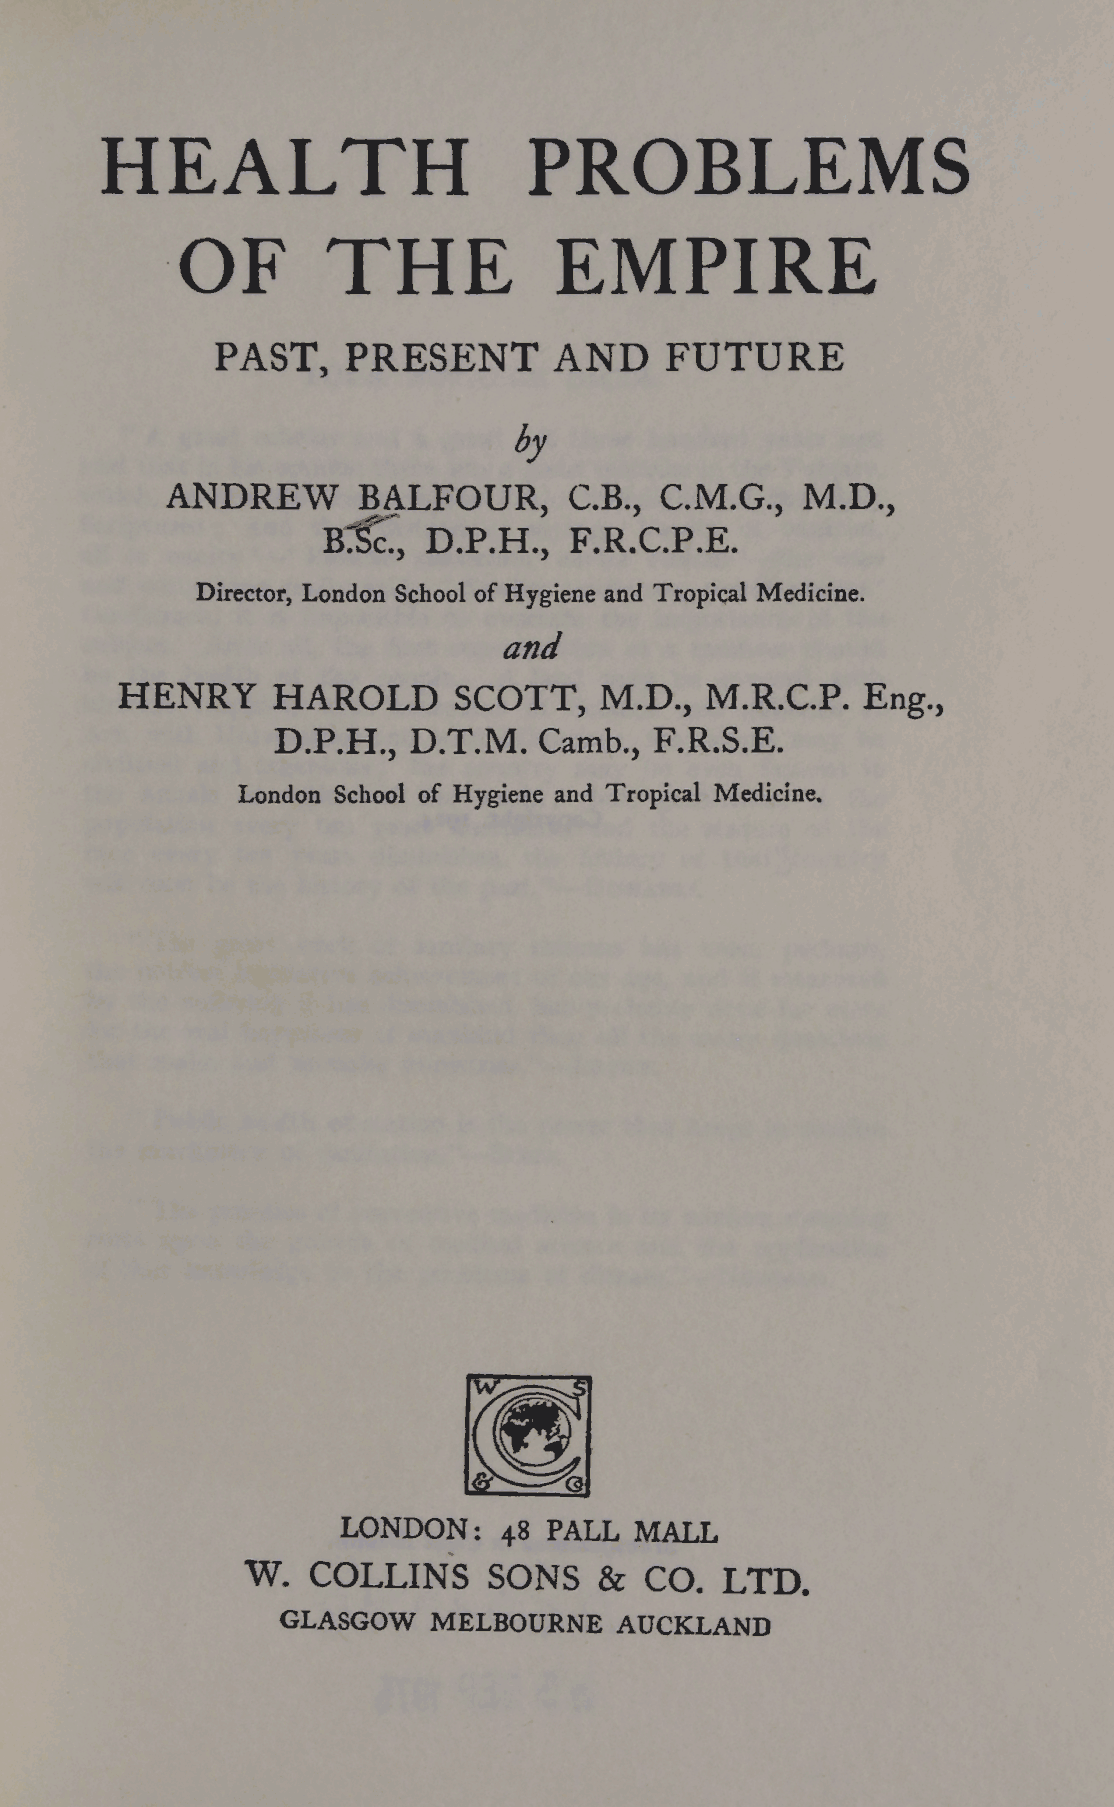 HEALTH PROBLEMS
OF THE EMPIRE
PAST, PRESENT AND FUTURE
by
ANDREW BALFOUR, C.B., C.M.G., M.D.,
B.Sc., D.P.H., F.R.C.P.E.
Director, London School of Hygiene and Tropical Medicine.
and
HENRY HAROLD SCOTT, M.D., M.R.C.P. Eng.,
D.P.H., D.T.M. Camb., F.R.S.E.
London School of Hygiene and Tropical Medicine.
W S
C
& Co
LONDON: 48 PALL MALL
W. COLLINS SONS & CO. LTD.
GLASGOW MELBOURNE AUCKLAND